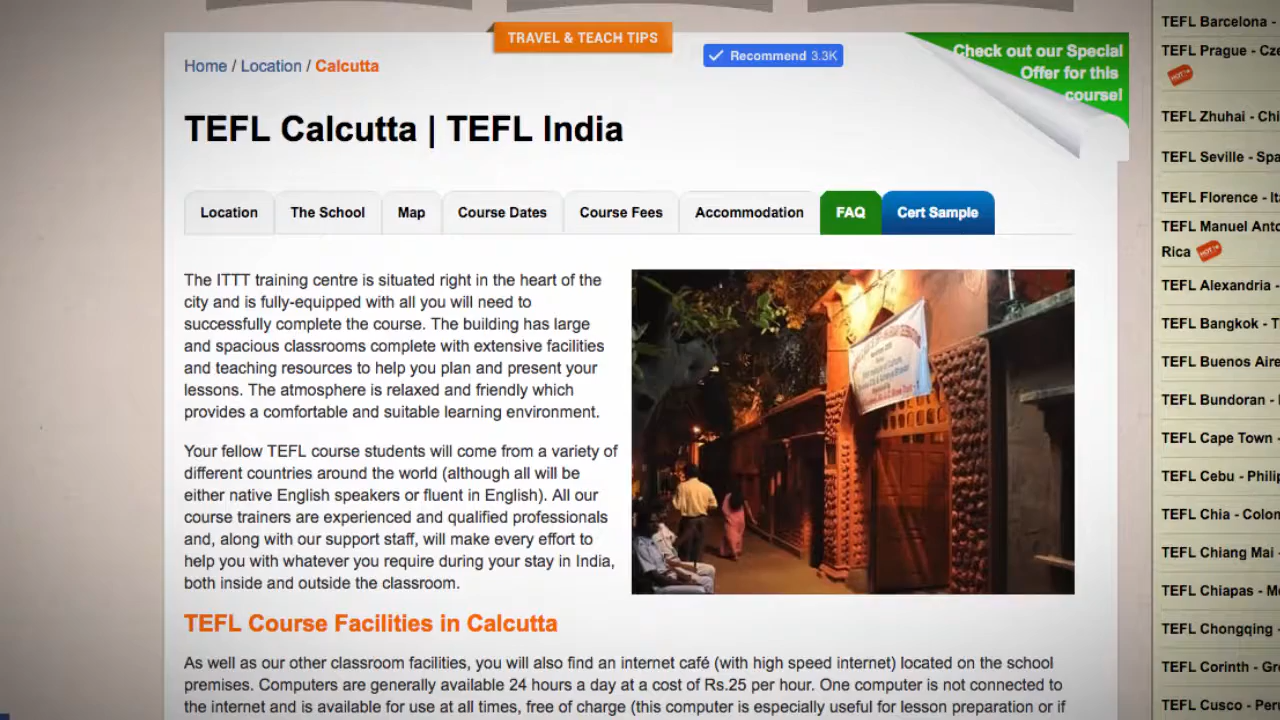 TRAVEL & TEACH TIPS
Home / Location / Calcutta
Recommend 3.3K
Check out our Special
Offer for this
course!
TEFL Calcutta | TEFL India
Location
The School
Map
Course Dates
Course Fees
Accommodation
FAQ
Cert Sample
The ITTT training centre is situated right in the heart of the
city and is fully-equipped with all you will need to
successfully complete the course. The building has large
and spacious classrooms complete with extensive facilities
and teaching resources to help you plan and present your
lessons. The atmosphere is relaxed and friendly which
provides a comfortable and suitable learning environment.
Your fellow TEFL course students will come from a variety of
different countries around the world (although all will be
either native English speakers or fluent in English). All our
course trainers are experienced and qualified professionals
and, along with our support staff, will make every effort to
help you with whatever you require during your stay in India,
both inside and outside the classroom.
TEFL Course Facilities in Calcutta
As well as our other classroom facilities, you will also find an internet café (with high speed internet) located on the school
premises. Computers are generally available 24 hours a day at a cost of Rs.25 per hour. One computer is not connected to
the internet and is available for use at all times, free of charge (this computer is especially useful for lesson preparation or if
TEFL Barcelona -
TEFL Prague - Cze
HOT
TEFL Zhuhai - Chi
TEFL Seville - Spa
TEFL Florence - Ita
TEFL Manuel Anto
Rica HOT
TEFL Alexandria -
TEFL Bangkok - T
TEFL Buenos Aire
TEFL Bundoran -
TEFL Cape Town -
TEFL Cebu - Philip
TEFL Chia - Colon
TEFL Chiang Mai -
TEFL Chiapas - Me
TEFL Chongqing -
TEFL Corinth - Gre
TEFL Cusco - Peru